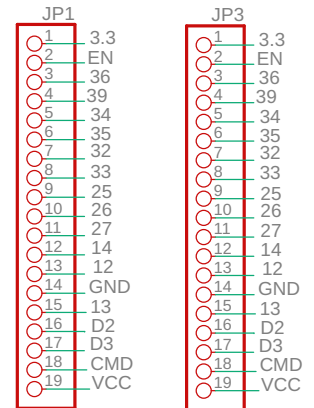 JP1 JP3
1 3.3 1 3.3
2 EN 2 EN
3 36 3 36
4 39 4 39
5 34 5 34
6 35 6 35
7 32 7 32
8 33 8 33
9 25 9 25
10 26 10 26
11 27 11 27
12 14 12 14
13 12 13 12
14 GND 14 GND
15 13 15 13
16 D2 16 D2
17 D3 17 D3
18 CMD 18 CMD
19 VCC 19 VCC